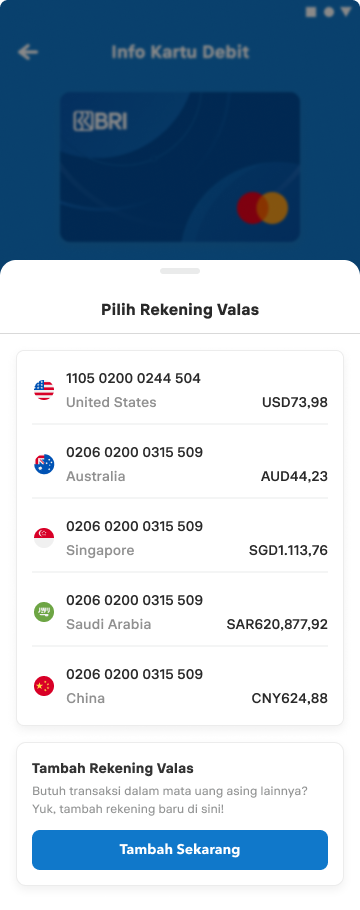 Info Kartu Debit
BRI
Pilih Rekening Valas
1105 0200 0244 504
United States
USD73,98
0206 0200 0315 509
Australia
AUD44,23
0206 0200 0315 509
Singapore
SGD1.113,76
0206 0200 0315 509
Saudi Arabia
SAR620,877,92
0206 0200 0315 509
China
CNY624,88
Tambah Rekening Valas
Butuh transaksi dalam mata uang asing lainnya?
Yuk, tambah rekening baru di sini!
Tambah Sekarang